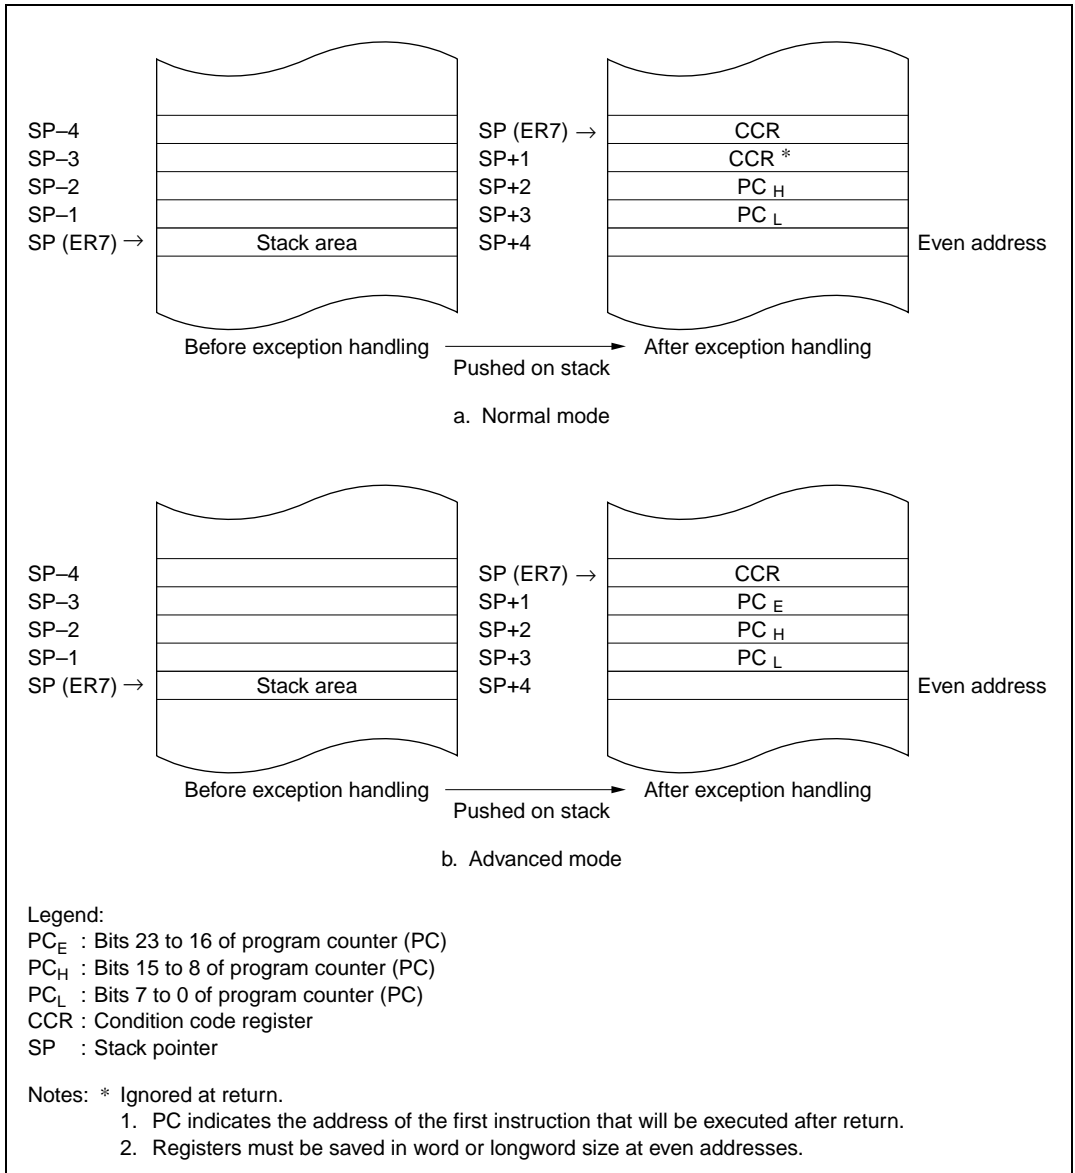 SP–4 SP (ER7) → CCR
SP–3 SP+1 CCR *
SP–2 SP+2 PC H
SP–1 SP+3 PC L
SP (ER7) → Stack area SP+4 Even address
Before exception handling After exception handling
Pushed on stack
a. Normal mode
SP–4 SP (ER7) → CCR
SP–3 SP+1 PC E
SP–2 SP+2 PC H
SP–1 SP+3 PC L
SP (ER7) → Stack area SP+4 Even address
Before exception handling After exception handling
Pushed on stack
b. Advanced mode
Legend:
PCE : Bits 23 to 16 of program counter (PC)
PCH : Bits 15 to 8 of program counter (PC)
PCL : Bits 7 to 0 of program counter (PC)
CCR : Condition code register
SP : Stack pointer
Notes: * Ignored at return.
1. PC indicates the address of the first instruction that will be executed after return.
2. Registers must be saved in word or longword size at even addresses.